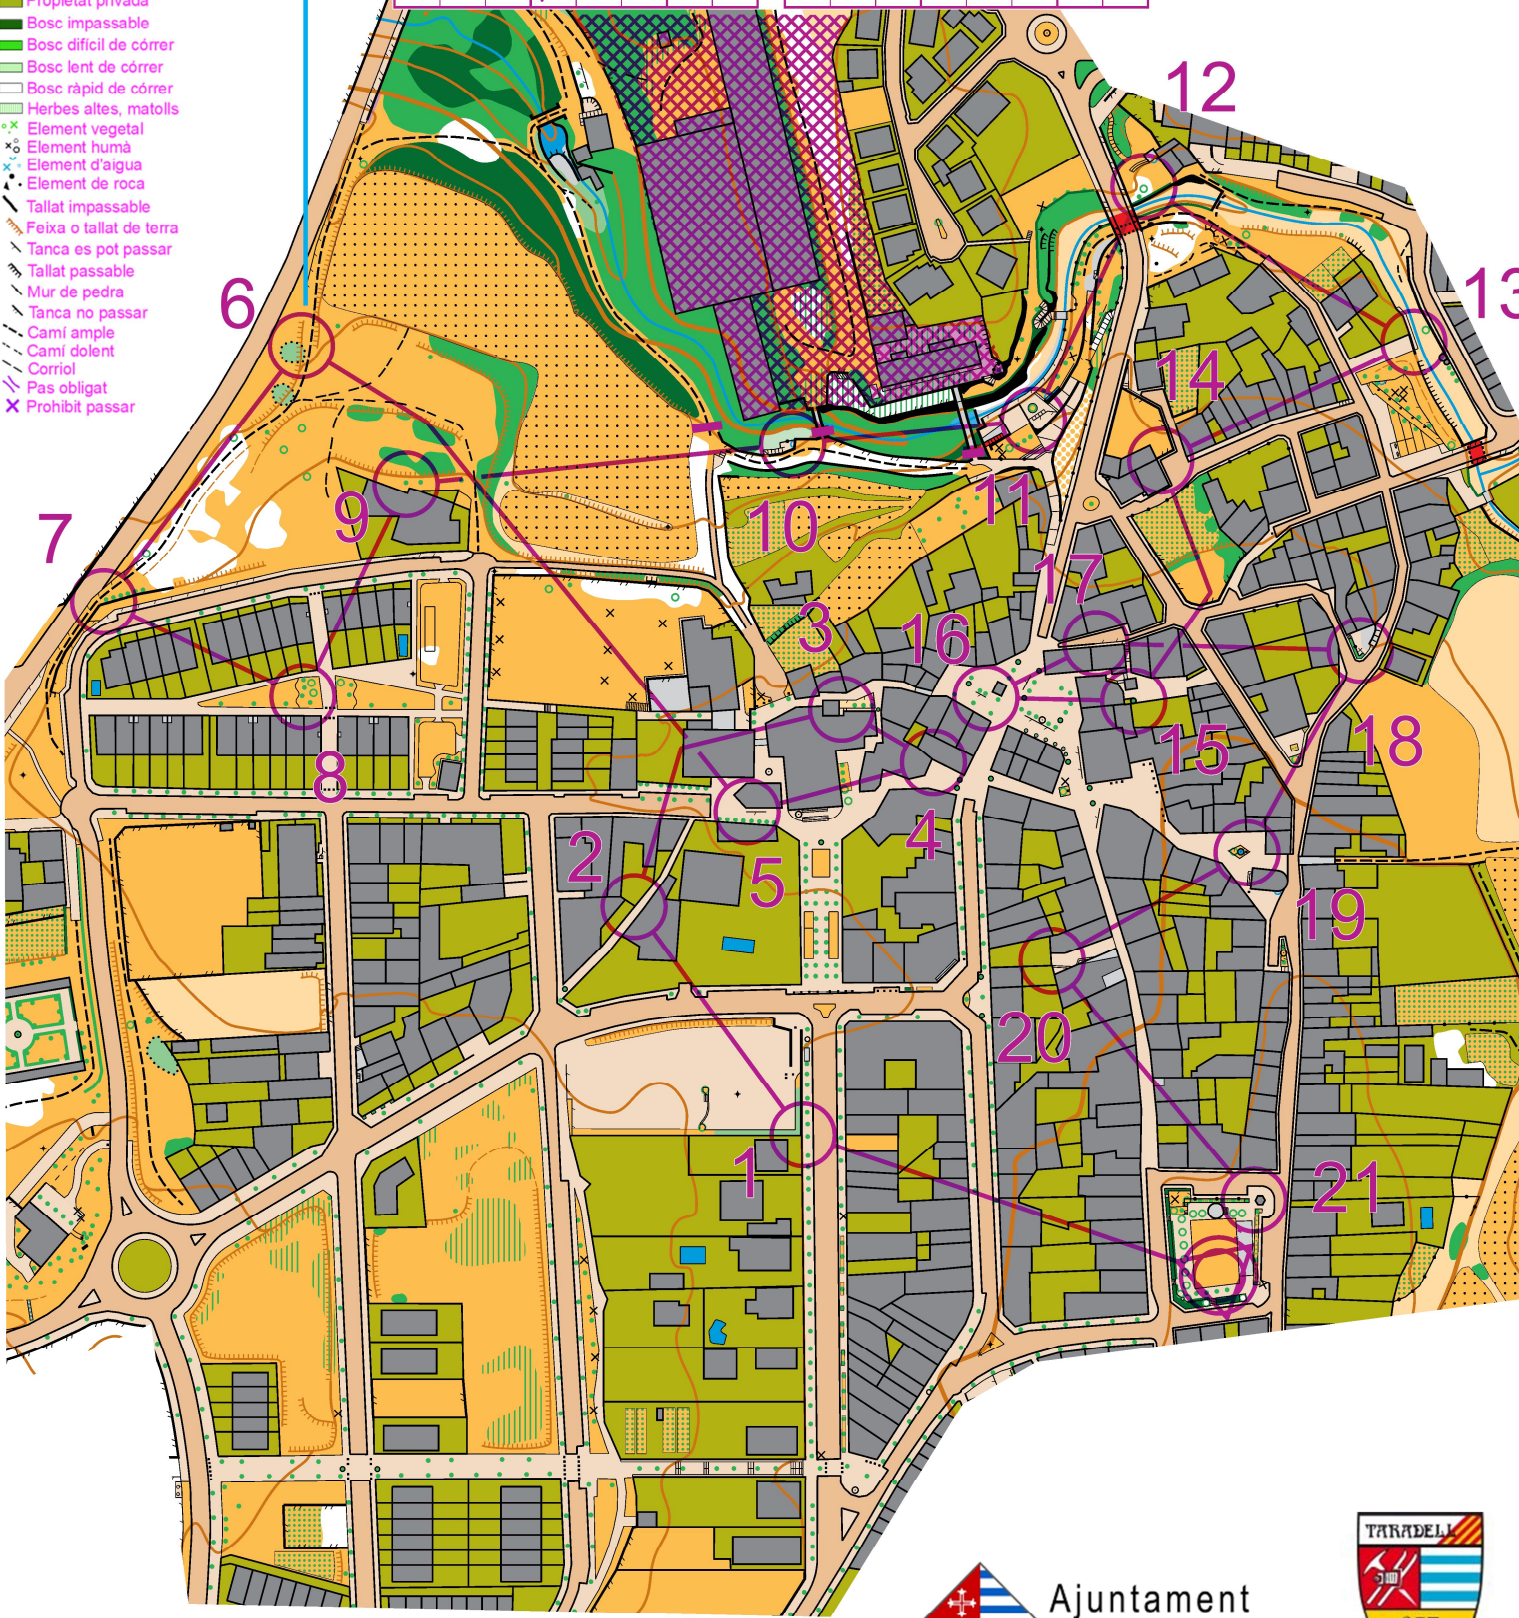 Propietat privada
Bosc impassable
Bosc difícil de córrer
Bosc lent de córrer
Bosc ràpid de córrer
Herbes altes, matolls
Element vegetal
Element humà
Element d'aigua
Element de roca
Tallat impassable
Feixa o tallat de terra
Tanca es pot passar
Tallat passable
Mur de pedra
Tanca no passar
Camí ample
Camí dolent
Corriol
Pas obligat
Prohibit passar
12
6
13
14
7
9
10
11
17
3
16
15
18
8
2
4
5
19
20
1
21
TARADELL
Ajuntament